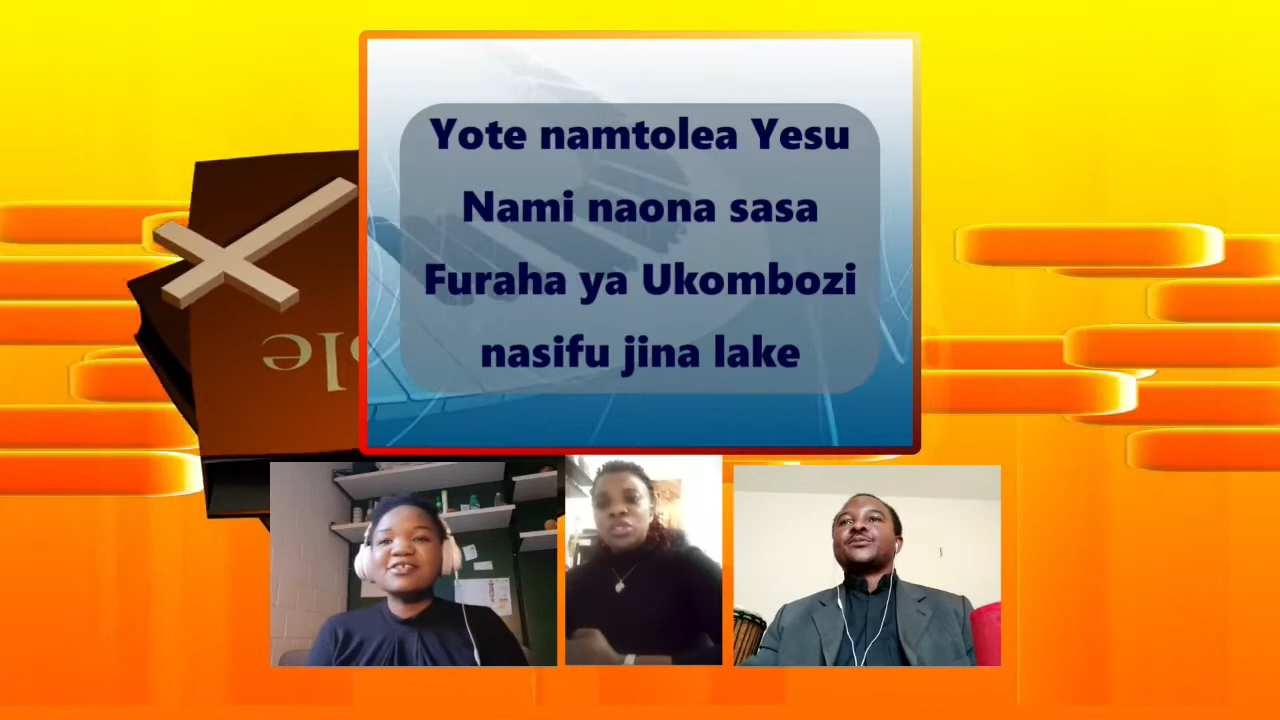 Yote namtolea Yesu
Nami naona sasa
Furaha ya Ukombozi
nasifu jina lake